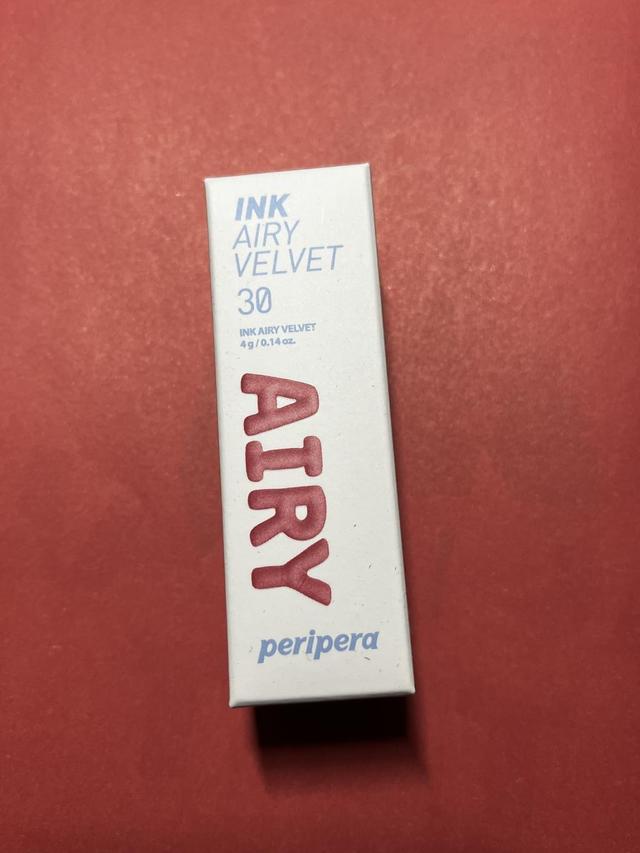 INK
AIRY
VELVET
30
INK AIRY VELVET
4 g / 0.14 oz.
AIRY
peripera